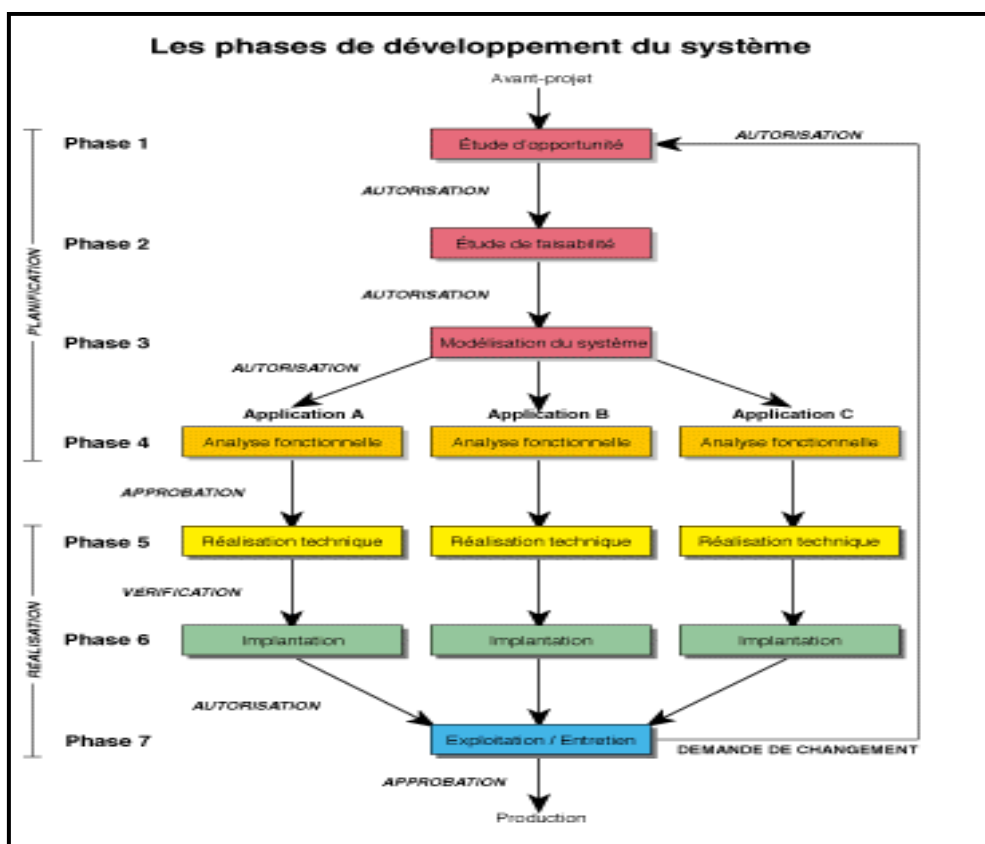 Les phases de développement du système
Avant-projet
Phase 1
Étude d'opportunité
AUTORISATION
AUTORISATION
Phase 2
Étude de faisabilité
AUTORISATION
PLANIFICATION
Phase 3
Modélisation du système
AUTORISATION
Application A
Application B
Application C
Phase 4
Analyse fonctionnelle
Analyse fonctionnelle
Analyse fonctionnelle
APPROBATION
Phase 5
Réalisation technique
Réalisation technique
Réalisation technique
VÉRIFICATION
RÉALISATION
Phase 6
Implantation
Implantation
Implantation
AUTORISATION
Phase 7
Exploitation / Entretien
DEMANDE DE CHANGEMENT
APPROBATION
Production